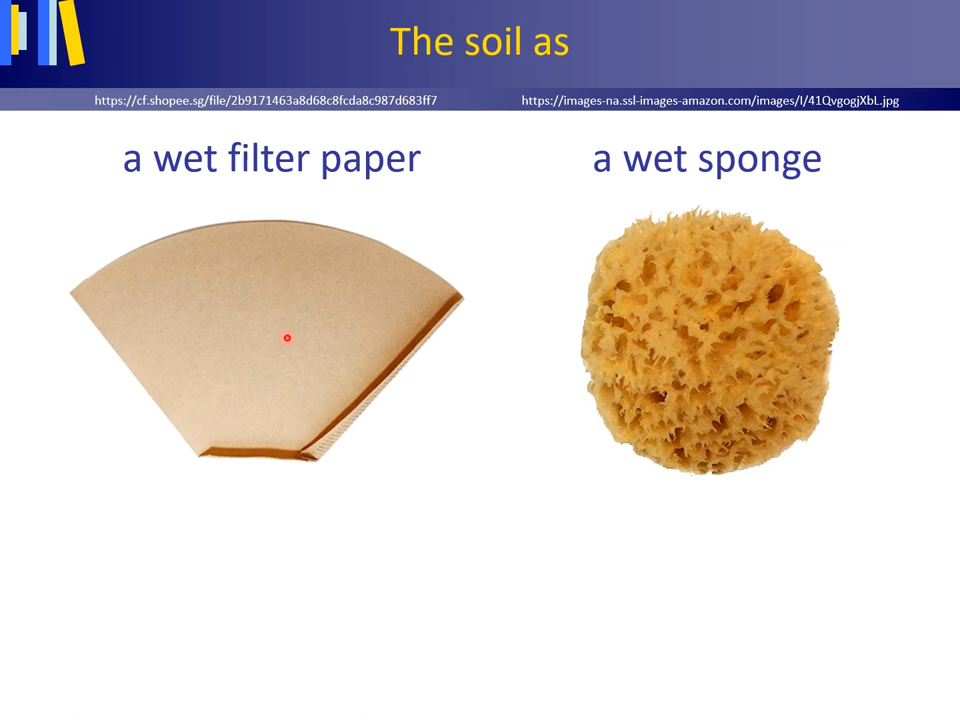 The soil as
https://cf.shopee.sg/file/2b9171463a8d68c8fcda8c987d683ff7
https://images-na.ssl-images-amazon.com/images/I/41QvgogjXbL.jpg
a wet filter paper
a wet sponge